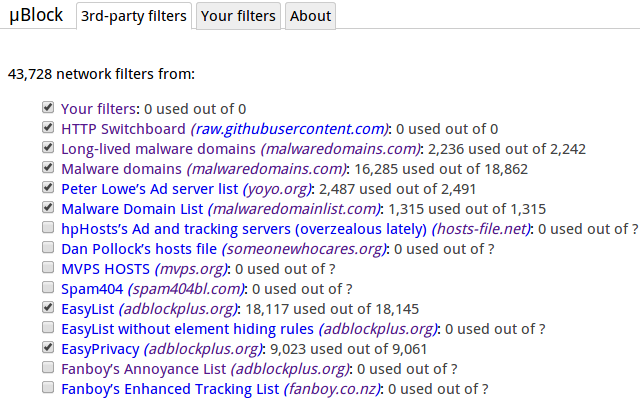 µBlock 3rd-party filters Your filters About
43,728 network filters from:
Your filters: 0 used out of 0
HTTP Switchboard (raw.githubusercontent.com): 0 used out of 0
Long-lived malware domains (malwaredomains.com): 2,236 used out of 2,242
Malware domains (malwaredomains.com): 16,285 used out of 18,862
Peter Lowe’s Ad server list (yoyo.org): 2,487 used out of 2,491
Malware Domain List (malwaredomainlist.com): 1,315 used out of 1,315
hpHosts’s Ad and tracking servers (overzealous lately) (hosts-file.net): 0 used out of ?
Dan Pollock’s hosts file (someonewhocares.org): 0 used out of ?
MVPS HOSTS (mvps.org): 0 used out of ?
Spam404 (spam404bl.com): 0 used out of ?
EasyList (adblockplus.org): 18,117 used out of 18,145
EasyList without element hiding rules (adblockplus.org): 0 used out of ?
EasyPrivacy (adblockplus.org): 9,023 used out of 9,061
Fanboy’s Annoyance List (adblockplus.org): 0 used out of ?
Fanboy’s Enhanced Tracking List (fanboy.co.nz): 0 used out of ?